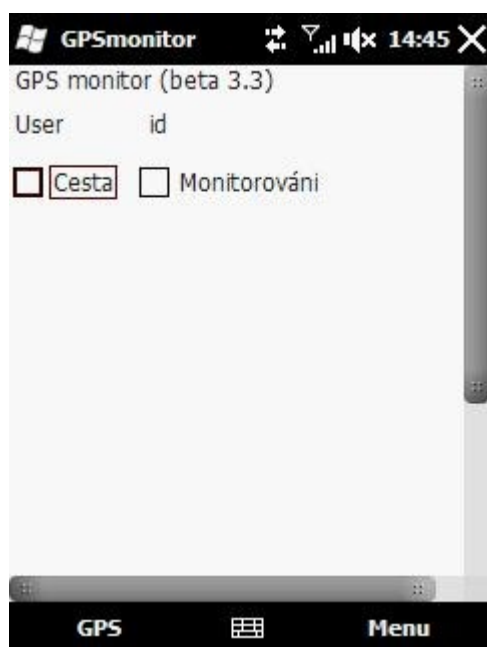 GPSmonitor 14:45
GPS monitor (beta 3.3)
User id
Cesta Monitorováni
GPS Menu